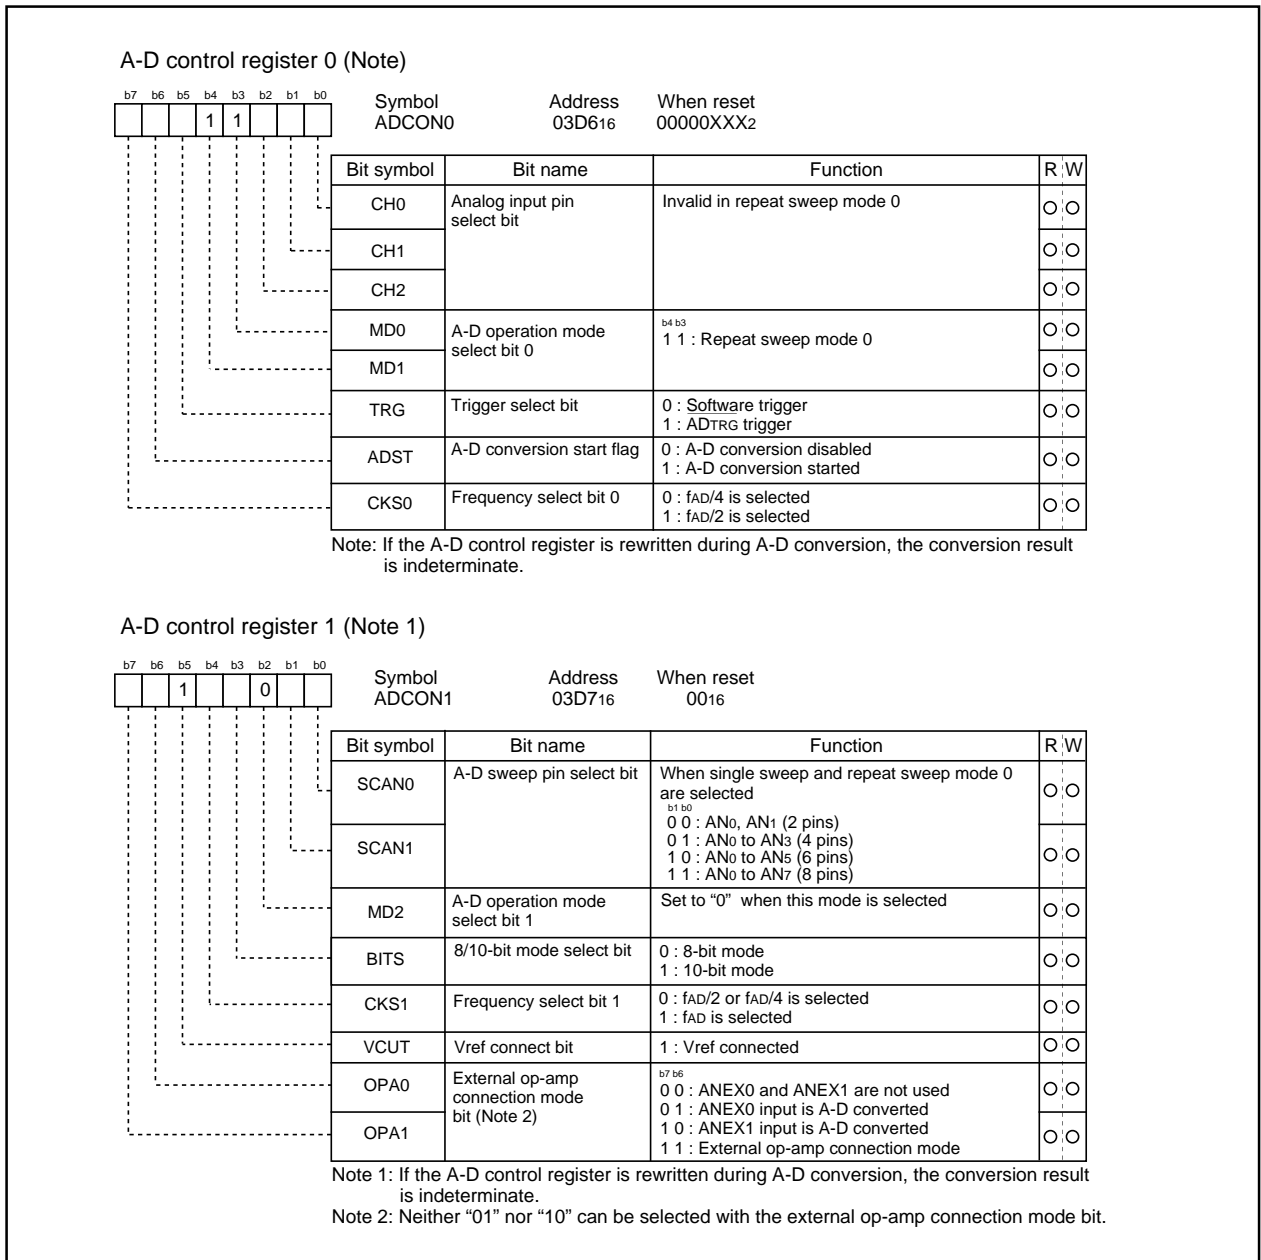 A-D control register 0 (Note)
b7 b6 b5 b4 b3 b2 b1 b0
1 1
Symbol Address When reset
ADCON0 03D616 00000XXX2
Bit symbol Bit name Function R W
CH0 Analog input pin select bit Invalid in repeat sweep mode 0
CH1
CH2
MD0 A-D operation mode select bit 0
b4 b3
1 1 : Repeat sweep mode 0
MD1
TRG Trigger select bit 0 : Software trigger
1 : ADTRG trigger
ADST A-D conversion start flag 0 : A-D conversion disabled
1 : A-D conversion started
CKS0 Frequency select bit 0 0 : fAD/4 is selected
1 : fAD/2 is selected
Note: If the A-D control register is rewritten during A-D conversion, the conversion result
is indeterminate.
A-D control register 1 (Note 1)
b7 b6 b5 b4 b3 b2 b1 b0
1 0
Symbol Address When reset
ADCON1 03D716 0016
Bit symbol Bit name Function R W
SCAN0 A-D sweep pin select bit When single sweep and repeat sweep mode 0
are selected
b1 b0
0 0 : AN0, AN1 (2 pins)
0 1 : AN0 to AN3 (4 pins)
SCAN1
1 0 : AN0 to AN5 (6 pins)
1 1 : AN0 to AN7 (8 pins)
MD2 A-D operation mode select bit 1 Set to “0” when this mode is selected
BITS 8/10-bit mode select bit 0 : 8-bit mode
1 : 10-bit mode
CKS1 Frequency select bit 1 0 : fAD/2 or fAD/4 is selected
1 : fAD is selected
VCUT Vref connect bit 1 : Vref connected
OPA0 External op-amp connection mode bit (Note 2)
b7 b6
0 0 : ANEX0 and ANEX1 are not used
0 1 : ANEX0 input is A-D converted
OPA1
1 0 : ANEX1 input is A-D converted
1 1 : External op-amp connection mode
Note 1: If the A-D control register is rewritten during A-D conversion, the conversion result
is indeterminate.
Note 2: Neither “01” nor “10” can be selected with the external op-amp connection mode bit.